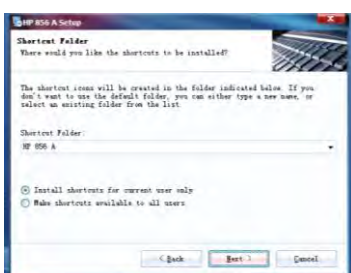 HP 856 A Setup
Shortcut Folder
Where would you like the shortcuts to be installed?
The shortcut icons will be created in the folder indicated below. If you
don't want to use the default folder, you can either type a new name, or
select an existing folder from the list.
Shortcut Folder:
HP 856 A
Install shortcuts for current user only
Make shortcuts available to all users
< Back
Next >
Cancel